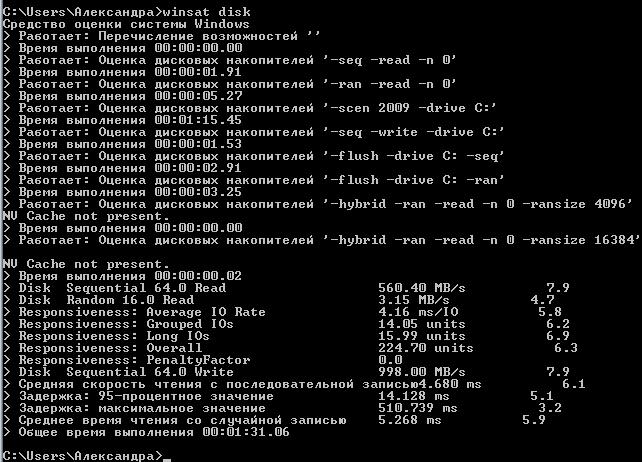 C:\Users\Александра>winsat disk
Средство оценки системы Windows
> Работает: Перечисление возможностей ''
> Время выполнения 00:00:00.00
> Работает: Оценка дисковых накопителей '-seq -read -n 0'
> Время выполнения 00:00:01.91
> Работает: Оценка дисковых накопителей '-ran -read -n 0'
> Время выполнения 00:00:05.27
> Работает: Оценка дисковых накопителей '-scen 2009 -drive C:'
> Время выполнения 00:01:15.45
> Работает: Оценка дисковых накопителей '-seq -write -drive C:'
> Время выполнения 00:00:01.53
> Работает: Оценка дисковых накопителей '-flush -drive C: -seq'
> Время выполнения 00:00:02.91
> Работает: Оценка дисковых накопителей '-flush -drive C: -ran'
> Время выполнения 00:00:03.25
> Работает: Оценка дисковых накопителей '-hybrid -ran -read -n 0 -ransize 4096'
NV Cache not present.
> Время выполнения 00:00:00.00
> Работает: Оценка дисковых накопителей '-hybrid -ran -read -n 0 -ransize 16384'
NV Cache not present.
> Время выполнения 00:00:00.02
> Disk  Sequential 64.0 Read 560.40 MB/s 7.9
> Disk  Random 16.0 Read 3.15 MB/s 4.7
> Responsiveness: Average IO Rate 4.16 ms/IO 5.8
> Responsiveness: Grouped IOs 14.05 units 6.2
> Responsiveness: Long IOs 15.99 units 6.9
> Responsiveness: Overall 224.70 units 6.3
> Responsiveness: PenaltyFactor 0.0
> Disk  Sequential 64.0 Write 998.00 MB/s 7.9
> Средняя скорость чтения с последовательной записью4.680 ms 6.1
> Задержка: 95-процентное значение 14.128 ms 5.1
> Задержка: максимальное значение 510.739 ms 3.2
> Среднее время чтения со случайной записью 5.268 ms 5.9
> Общее время выполнения 00:01:31.06
C:\Users\Александра>_